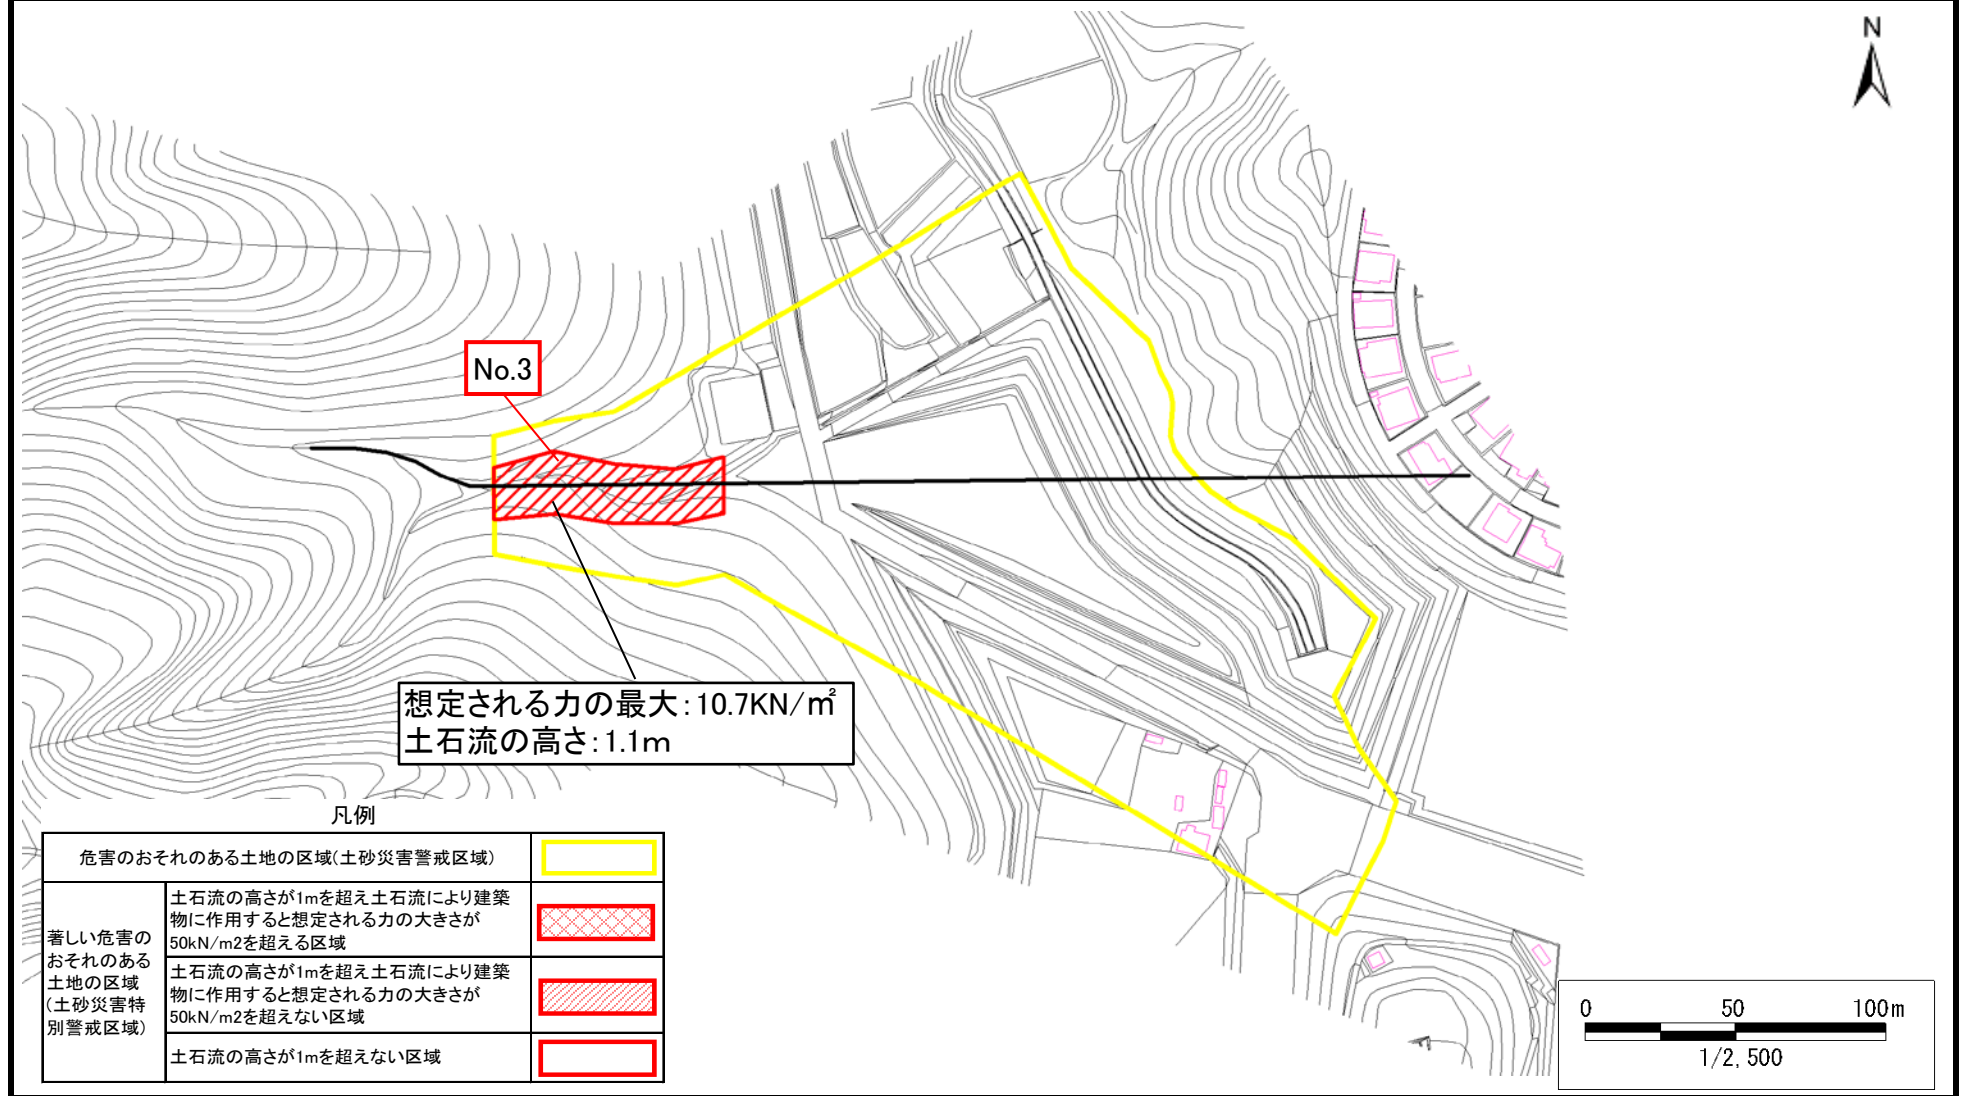 N
No.3
想定される力の最大:10.7KN/㎡
土石流の高さ:1.1m
凡例
危害のおそれのある土地の区域(土砂災害警戒区域)
著しい危害の
おそれのある
土地の区域
(土砂災害特
別警戒区域)
土石流の高さが1mを超え土石流により建築
物に作用すると想定される力の大きさが
50kN/m2を超える区域
土石流の高さが1mを超え土石流により建築
物に作用すると想定される力の大きさが
50kN/m2を超えない区域
土石流の高さが1mを超えない区域
0 50 100m
1/2,500